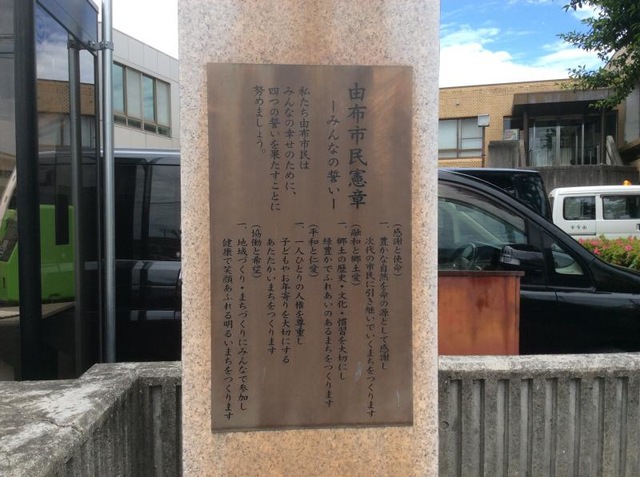 由布市民憲章
―みんなの誓い―
私たち由布市民は
みんなの幸せのために、
四つの誓いを果たすことに
努めましょう。
(感謝と使命)
一、豊かな自然を命の源として感謝し
次代の市民に引き継いでいくまちをつくります
(融和と郷土愛)
一、郷土の歴史・文化・慣習を大切にし
緑豊かでふれあいのあるまちをつくります
(平和と仁愛)
一、一人ひとりの人権を尊重し
子どもやお年寄りを大切にする
あたたかいまちをつくります
(協働と希望)
一、地域づくり・まちづくりにみんなで参加し
健康で笑顔あふれる明るいまちをつくります